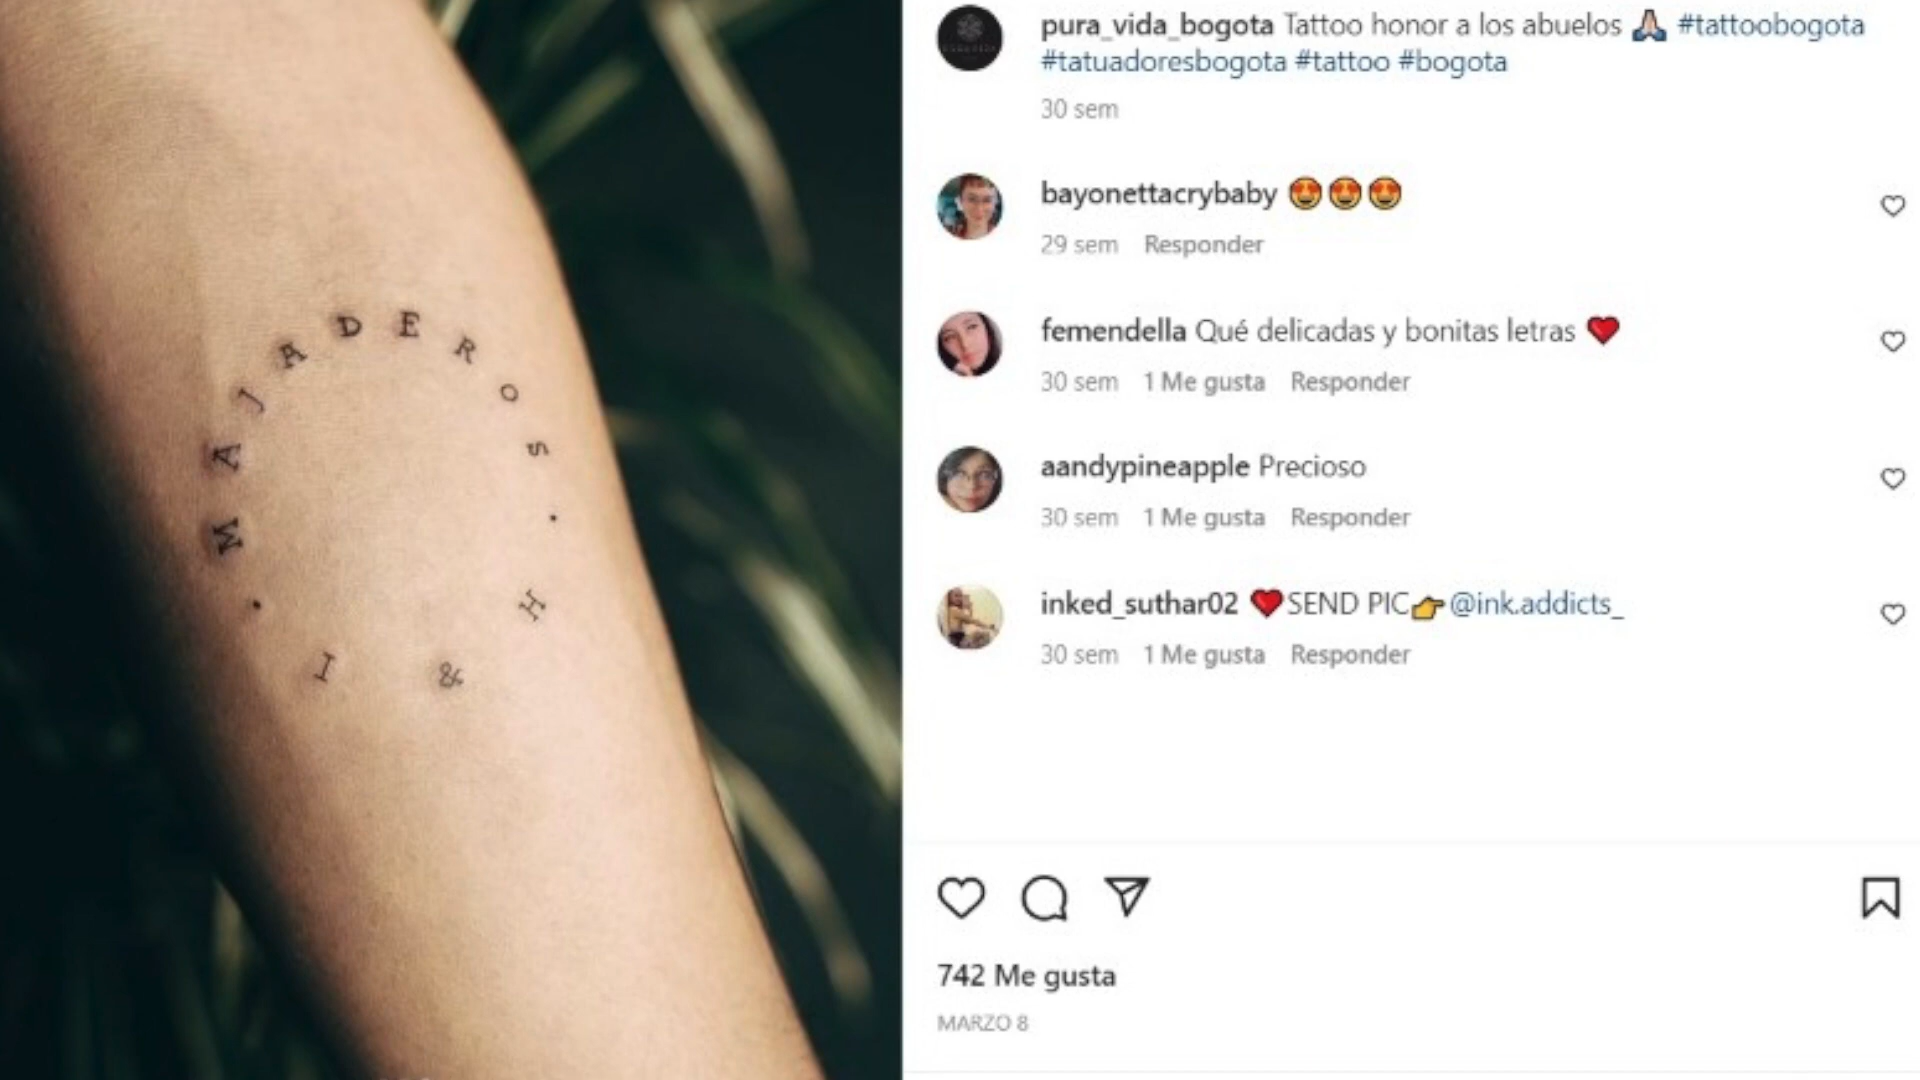 MAJADEROS · H & I ·
pura_vida_bogota Tattoo honor a los abuelos 🙏🏻 #tattoobogota
#tatuadoresbogota #tattoo #bogota
30 sem
bayonettacrybaby 😍😍😍
29 sem Responder
femendella Qué delicadas y bonitas letras ❤️
30 sem 1 Me gusta Responder
aandypineapple Precioso
30 sem 1 Me gusta Responder
inked_suthar02 ❤️SEND PIC👉@ink.addicts_
30 sem 1 Me gusta Responder
742 Me gusta
MARZO 8